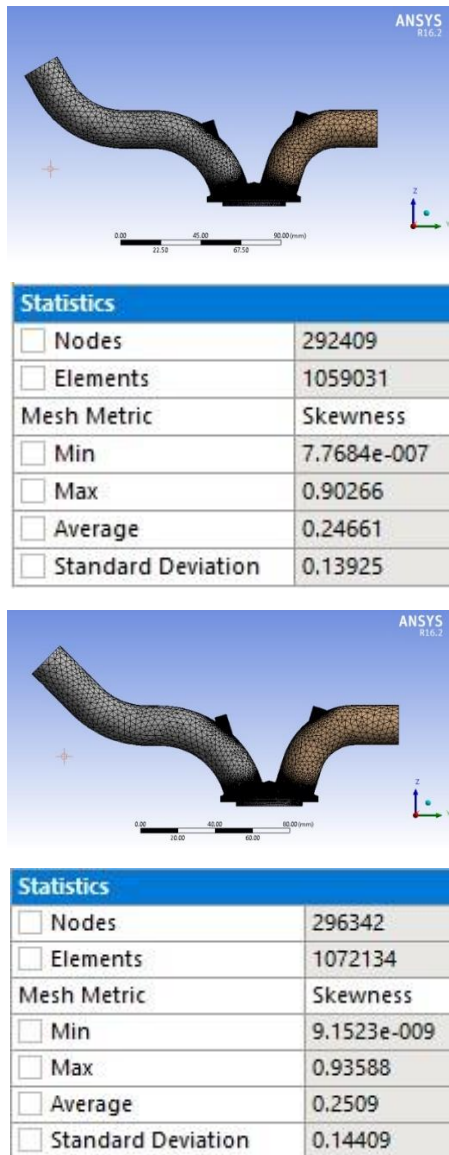 ANSYS
R16.2
Z
Y
0.00 45.00 90.00 (mm)
22.50 67.50
Statistics
Nodes 292409
Elements 1059031
Mesh Metric Skewness
Min 7.7684e-007
Max 0.90266
Average 0.24661
Standard Deviation 0.13925
ANSYS
R16.2
Z
Y
0.00 40.00 80.00 (mm)
20.00 60.00
Statistics
Nodes 296342
Elements 1072134
Mesh Metric Skewness
Min 9.1523e-009
Max 0.93588
Average 0.2509
Standard Deviation 0.14409